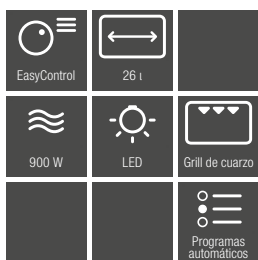 EasyControl
26 ι
900 W
LED
Grill de cuarzo
Programas
automáticos